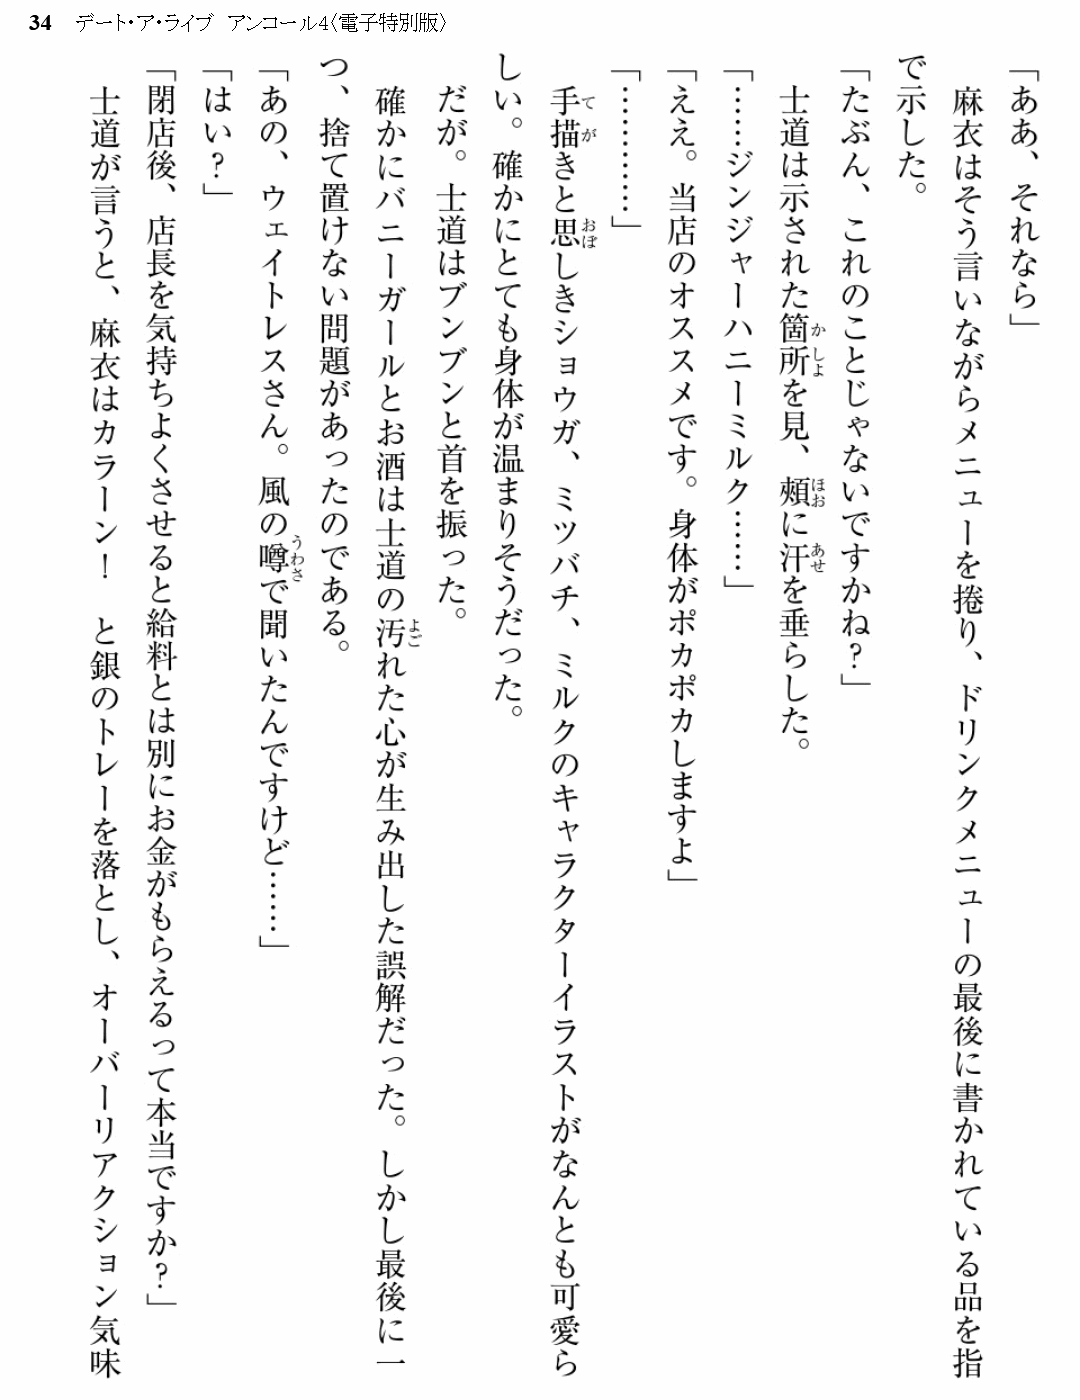 34 デート・ア・ライブ アンコール4〈電子特別版〉
「ああ、それなら」
　麻衣はそう言いながらメニューを捲り、ドリンクメニューの最後に書かれている品を指
で示した。
「たぶん、これのことじゃないですかね?」
　士道は示された箇所を見、頰に汗を垂らした。
「……ジンジャーハニーミルク……」
「ええ。当店のオススメです。身体がポカポカしますよ」
「…………」
　手描きと思しきショウガ、ミツバチ、ミルクのキャラクターイラストがなんとも可愛ら
しい。確かにとても身体が温まりそうだった。
　だが。士道はブンブンと首を振った。
　確かにバニーガールとお酒は士道の汚れた心が生み出した誤解だった。しかし最後に一
つ、捨て置けない問題があったのである。
「あの、ウェイトレスさん。風の噂で聞いたんですけど……」
「はい?」
「閉店後、店長を気持ちよくさせると給料とは別にお金がもらえるって本当ですか?」
　士道が言うと、麻衣はカラーン!　と銀のトレーを落とし、オーバーリアクション気味